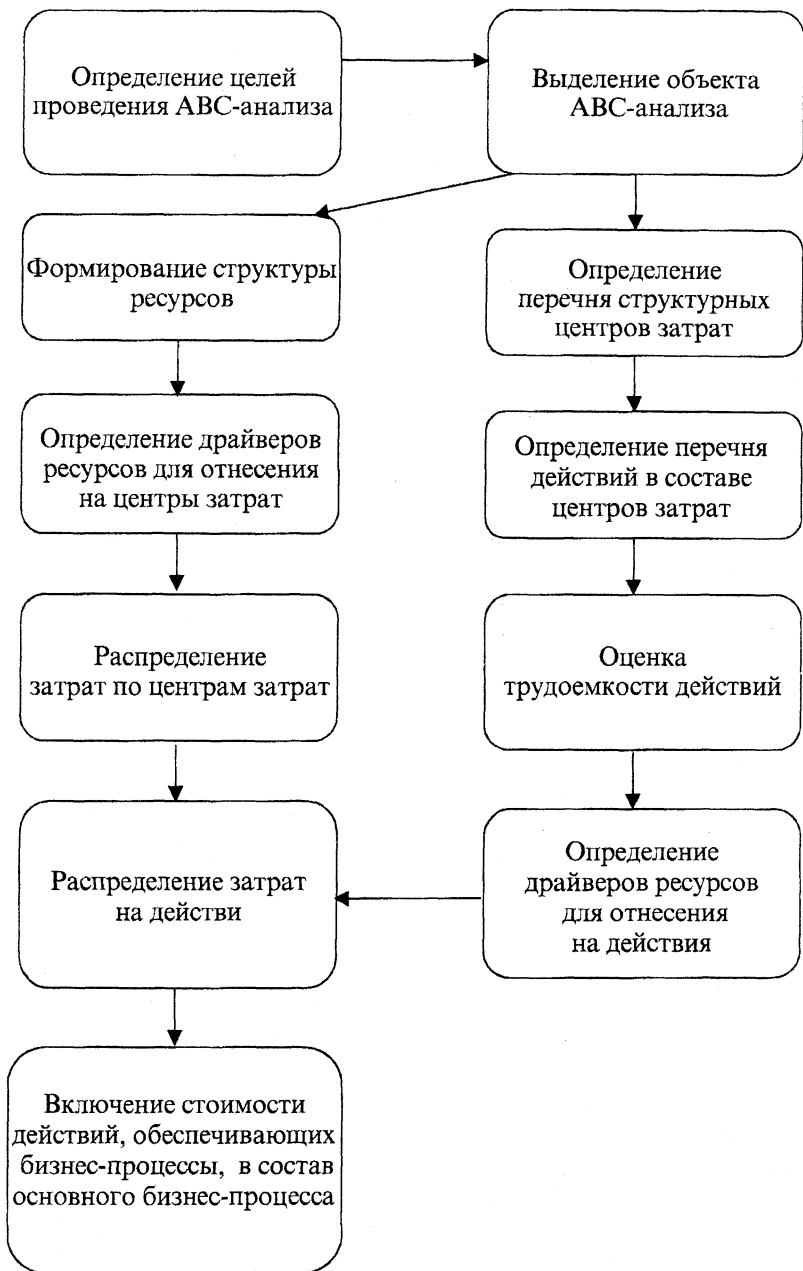 Определение целей
проведения АВС-анализа
Выделение объекта
АВС-анализа
Формирование структуры
ресурсов
Определение
перечня структурных
центров затрат
Определение драйверов
ресурсов для отнесения
на центры затрат
Определение перечня
действий в составе
центров затрат
Распределение
затрат по центрам затрат
Оценка
трудоемкости действий
Распределение затрат
на действи
Определение
драйверов ресурсов
для отнесения
на действия
Включение стоимости
действий, обеспечивающих
бизнес-процессы, в состав
основного бизнес-процесса